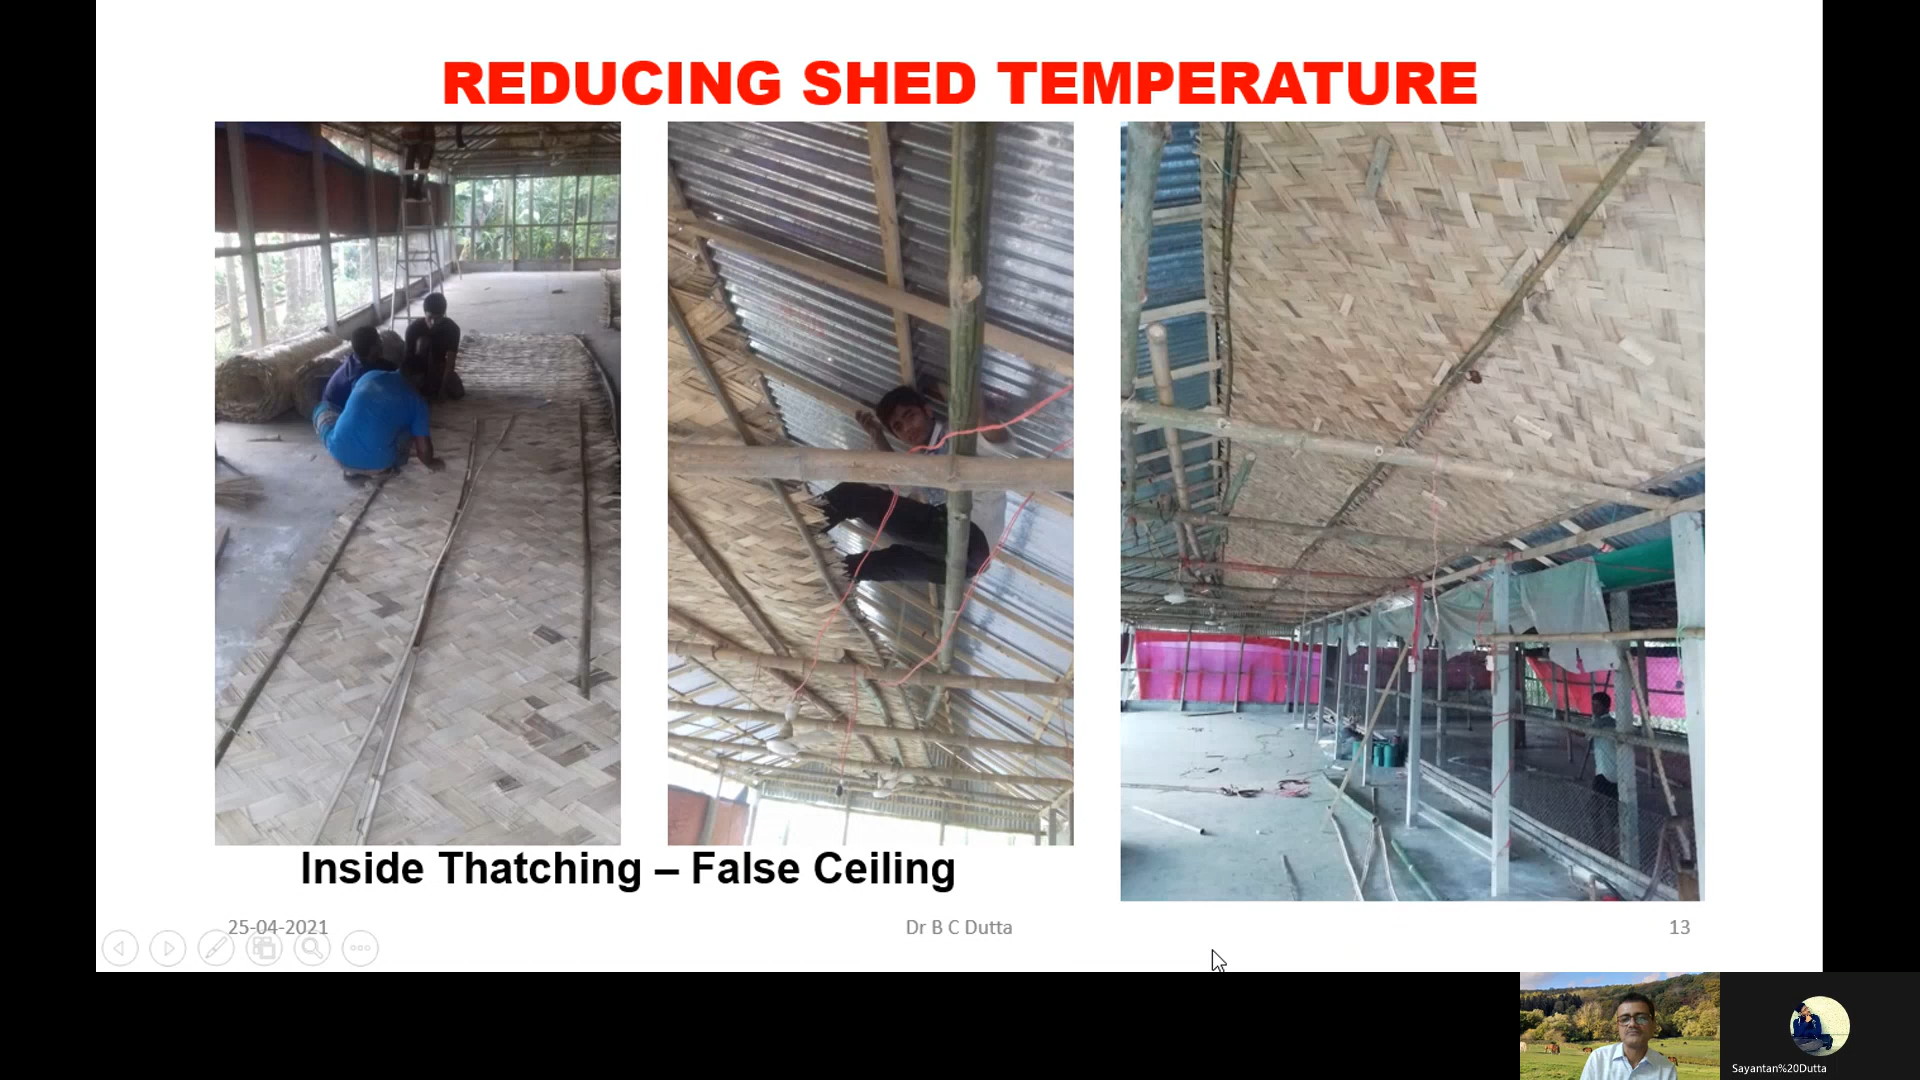 REDUCING SHED TEMPERATURE
Inside Thatching – False Ceiling
25-04-2021
Dr B C Dutta
13
Sayantan%20Dutta